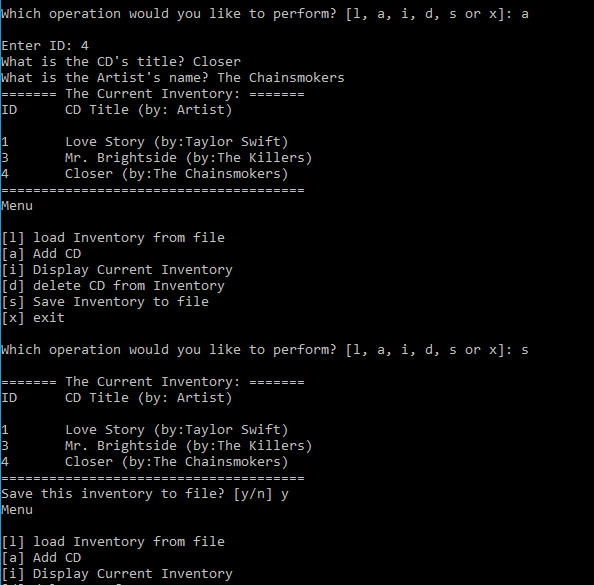 Which operation would you like to perform? [l, a, i, d, s or x]: a
Enter ID: 4
What is the CD's title? Closer
What is the Artist's name? The Chainsmokers
======= The Current Inventory: =======
ID CD Title (by: Artist)
1 Love Story (by:Taylor Swift)
3 Mr. Brightside (by:The Killers)
4 Closer (by:The Chainsmokers)
======================================
Menu
[l] load Inventory from file
[a] Add CD
[i] Display Current Inventory
[d] delete CD from Inventory
[s] Save Inventory to file
[x] exit
Which operation would you like to perform? [l, a, i, d, s or x]: s
======= The Current Inventory: =======
ID CD Title (by: Artist)
1 Love Story (by:Taylor Swift)
3 Mr. Brightside (by:The Killers)
4 Closer (by:The Chainsmokers)
======================================
Save this inventory to file? [y/n] y
Menu
[l] load Inventory from file
[a] Add CD
[i] Display Current Inventory